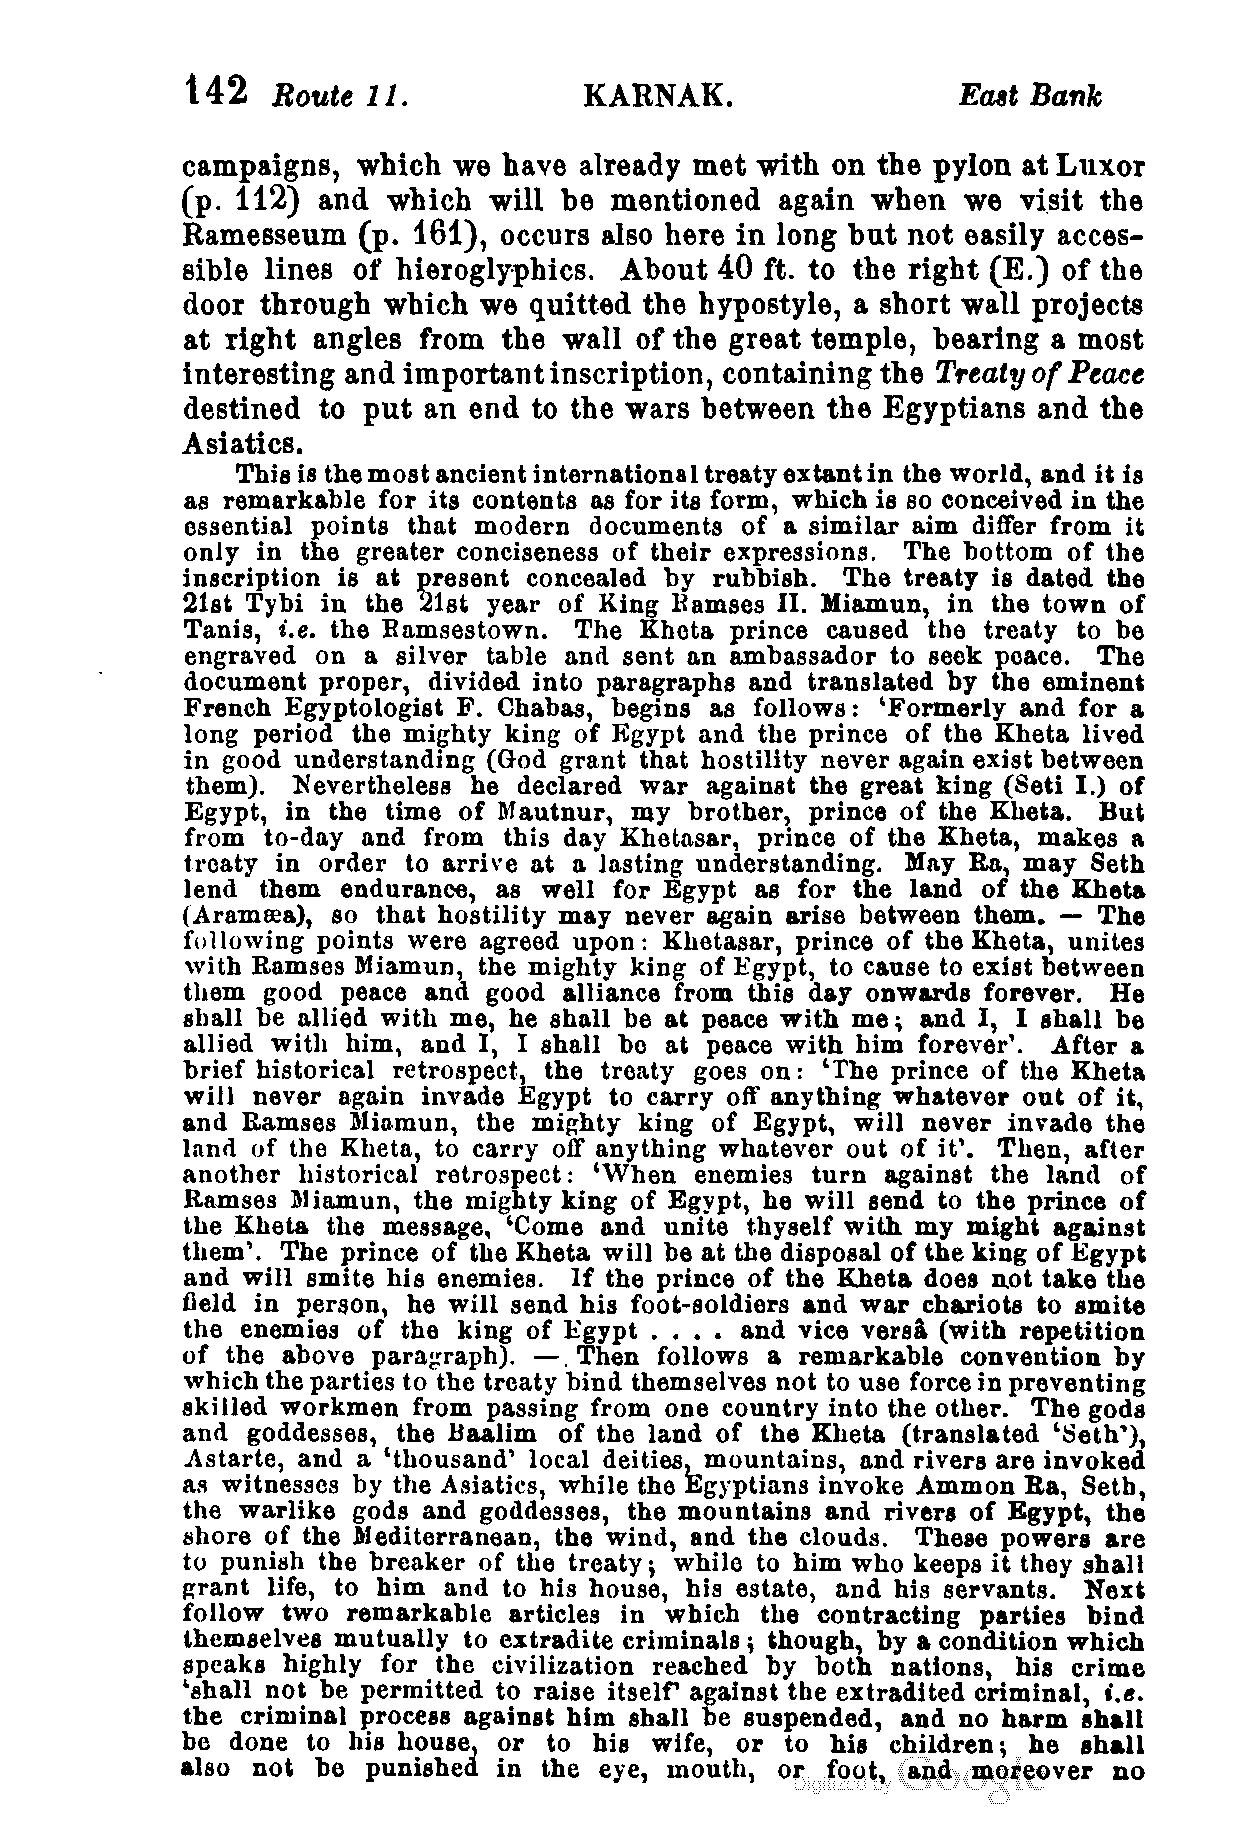 142 Route 11. KARNAK. East Bank
campaigns, which we have already met with on the pylon at Luxor
(p. 112) and which will be mentioned again when we visit the
Ramesseum (p. 161), occurs also here in long but not easily acces-
sible lines of hieroglyphics. About 40 ft. to the right (E.) of the
door through which we quitted the hypostyle, a short wall projects
at right angles from the wall of the great temple, bearing a most
interesting and important inscription, containing the Treaty of Peace
destined to put an end to the wars between the Egyptians and the
Asiatics.
This is the most ancient international treaty extant in the world, and it is
as remarkable for its contents as for its form, which is so conceived in the
essential points that modern documents of a similar aim differ from it
only in the greater conciseness of their expressions. The bottom of the
inscription is at present concealed by rubbish. The treaty is dated the
21st Tybi in the 21st year of King Ramses II. Miamun, in the town of
Tanis, i.e. the Ramsestown. The Kheta prince caused the treaty to be
engraved on a silver table and sent an ambassador to seek peace. The
document proper, divided into paragraphs and translated by the eminent
French Egyptologist F. Chabas, begins as follows: ‘Formerly and for a
long period the mighty king of Egypt and the prince of the Kheta lived
in good understanding (God grant that hostility never again exist between
them). Nevertheless he declared war against the great king (Seti I.) of
Egypt, in the time of Mautnur, my brother, prince of the Kheta. But
from to-day and from this day Khetasar, prince of the Kheta, makes a
treaty in order to arrive at a lasting understanding. May Ra, may Seth
lend them endurance, as well for Egypt as for the land of the Kheta
(Aramæa), so that hostility may never again arise between them. — The
following points were agreed upon: Khetasar, prince of the Kheta, unites
with Ramses Miamun, the mighty king of Egypt, to cause to exist between
them good peace and good alliance from this day onwards forever. He
shall be allied with me, he shall be at peace with me; and I, I shall be
allied with him, and I, I shall be at peace with him forever’. After a
brief historical retrospect, the treaty goes on: ‘The prince of the Kheta
will never again invade Egypt to carry off anything whatever out of it,
and Ramses Miamun, the mighty king of Egypt, will never invade the
land of the Kheta, to carry off anything whatever out of it’. Then, after
another historical retrospect: ‘When enemies turn against the land of
Ramses Miamun, the mighty king of Egypt, he will send to the prince of
the Kheta the message, ‘Come and unite thyself with my might against
them’. The prince of the Kheta will be at the disposal of the king of Egypt
and will smite his enemies. If the prince of the Kheta does not take the
field in person, he will send his foot-soldiers and war chariots to smite
the enemies of the king of Egypt . . . . and vice versâ (with repetition
of the above paragraph). — Then follows a remarkable convention by
which the parties to the treaty bind themselves not to use force in preventing
skilled workmen from passing from one country into the other. The gods
and goddesses, the Baalim of the land of the Kheta (translated ‘Seth’),
Astarte, and a ‘thousand’ local deities, mountains, and rivers are invoked
as witnesses by the Asiatics, while the Egyptians invoke Ammon Ra, Seth,
the warlike gods and goddesses, the mountains and rivers of Egypt, the
shore of the Mediterranean, the wind, and the clouds. These powers are
to punish the breaker of the treaty; while to him who keeps it they shall
grant life, to him and to his house, his estate, and his servants. Next
follow two remarkable articles in which the contracting parties bind
themselves mutually to extradite criminals; though, by a condition which
speaks highly for the civilization reached by both nations, his crime
‘shall not be permitted to raise itself’ against the extradited criminal, i.e.
the criminal process against him shall be suspended, and no harm shall
be done to his house, or to his wife, or to his children; he shall
also not be punished in the eye, mouth, or foot, and moreover no
Digitized by Google